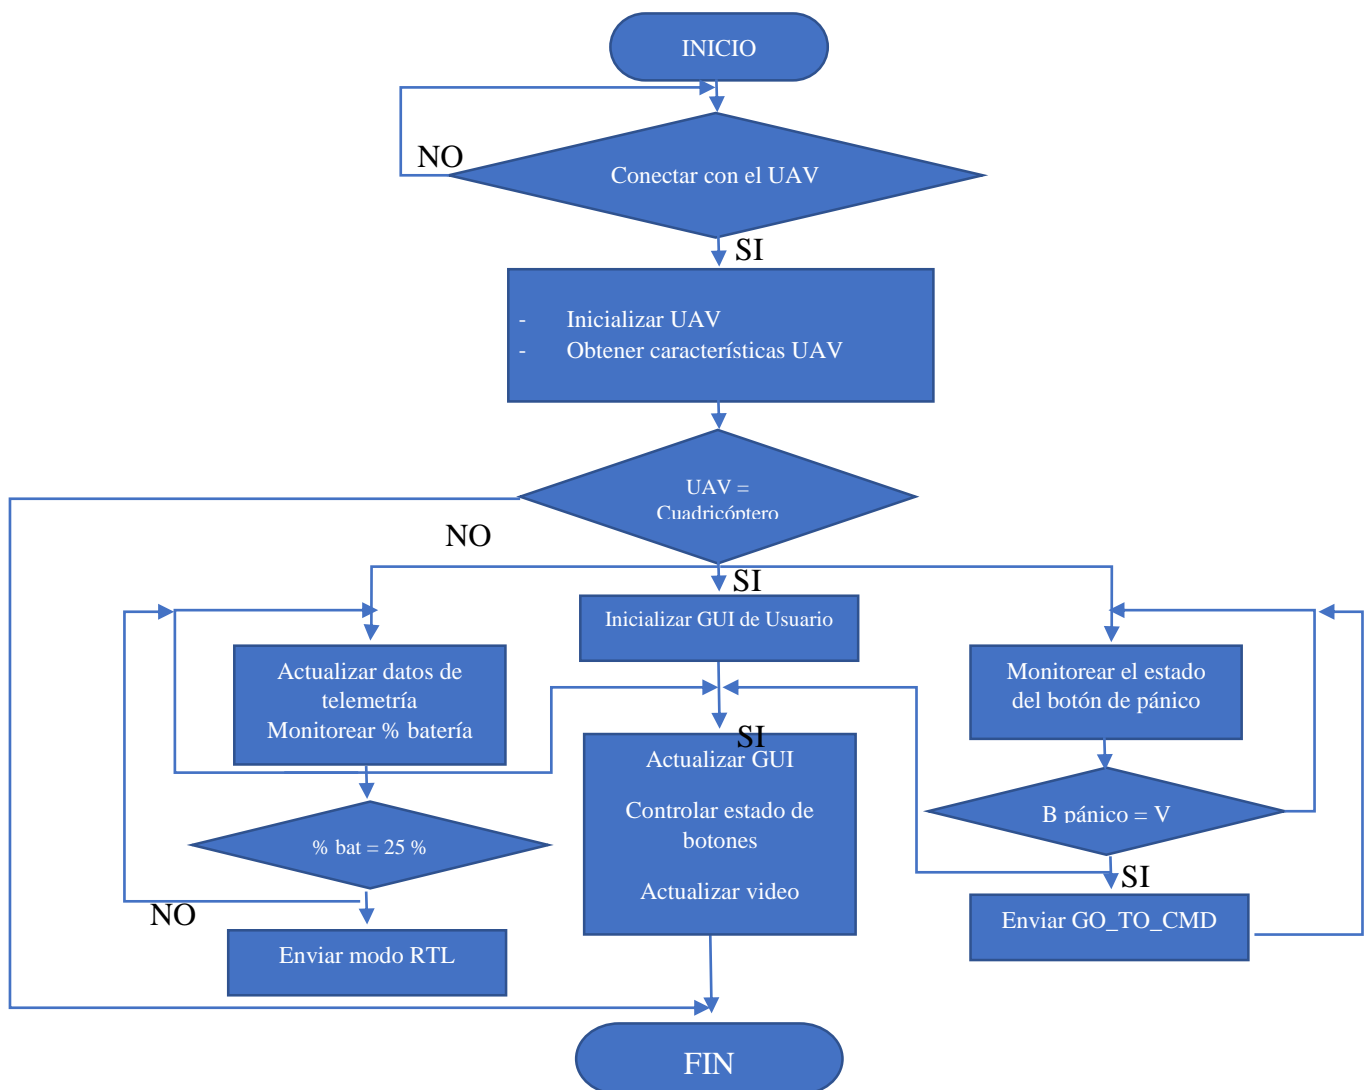 INICIO
NO
Conectar con el UAV
SI
- Inicializar UAV
- Obtener características UAV
UAV =
Cuadricóptero
NO
SI
Inicializar GUI de Usuario
Actualizar datos de
telemetría
Monitorear % batería
Monitorear el estado
del botón de pánico
SI
Actualizar GUI
Controlar estado de
botones
Actualizar video
% bat = 25 %
B pánico = V
SI
NO
Enviar modo RTL
Enviar GO_TO_CMD
FIN